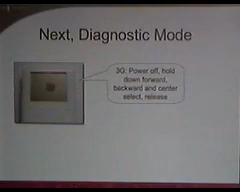 Next, Diagnostic Mode
3G: Power off, hold
down forward,
backward and center
select, release